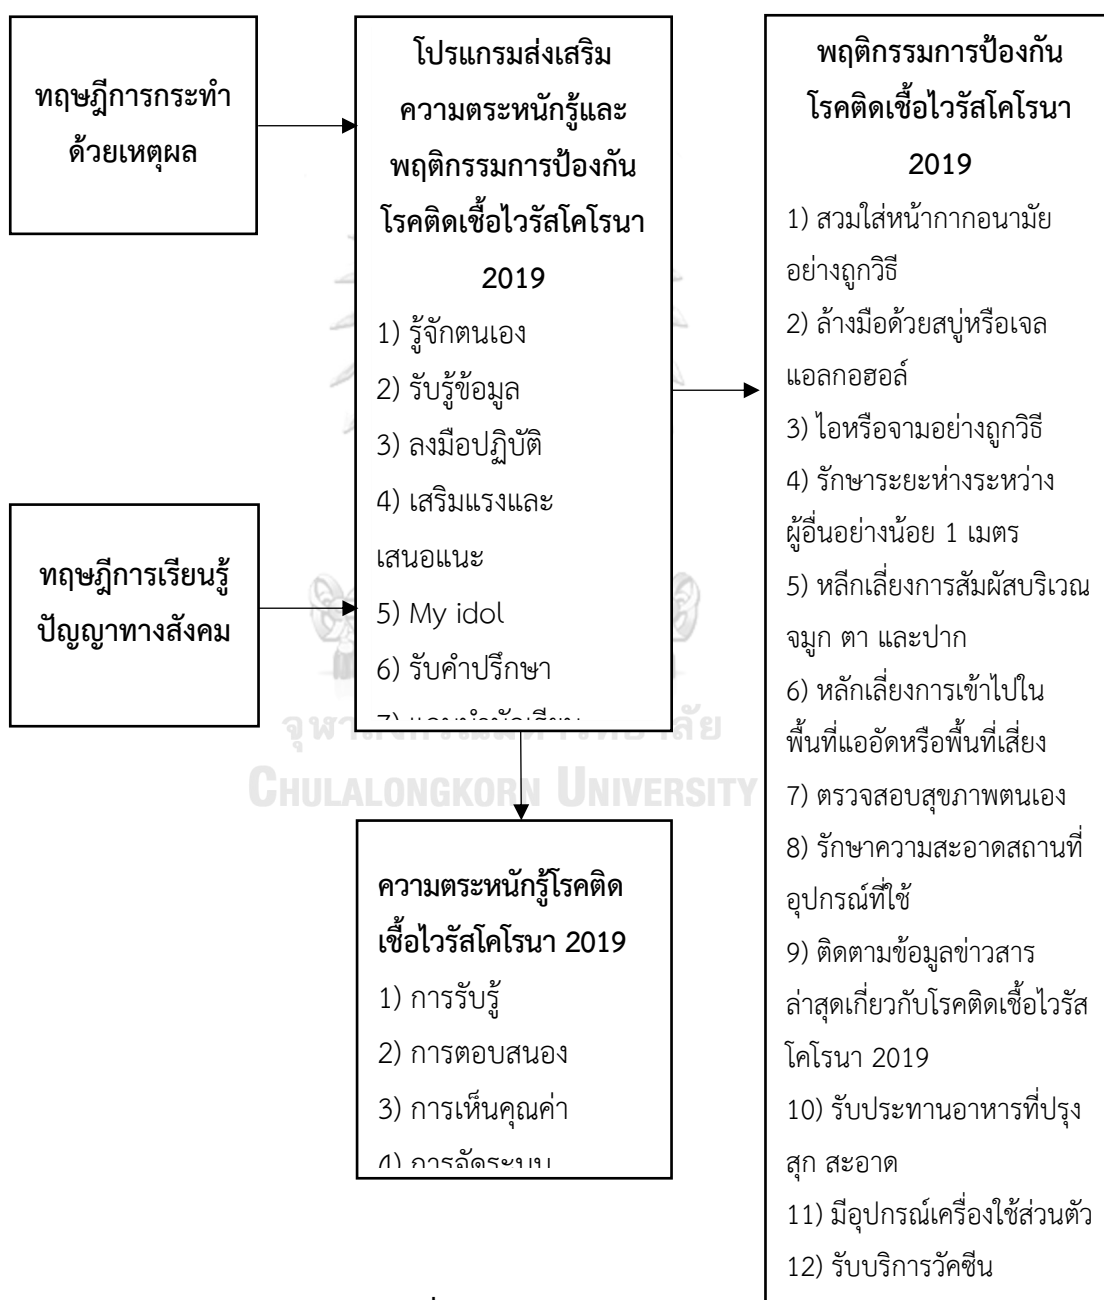 ทฤษฎีการกระทำ
ด้วยเหตุผล
ทฤษฎีการเรียนรู้
ปัญญาทางสังคม
โปรแกรมส่งเสริม
ความตระหนักรู้และ
พฤติกรรมการป้องกัน
โรคติดเชื้อไวรัสโคโรนา
2019
1) รู้จักตนเอง
2) รับรู้ข้อมูล
3) ลงมือปฏิบัติ
4) เสริมแรงและ
เสนอแนะ
5) My idol
6) รับคำปรึกษา
7)
CHULALONGKORN UNIVERSITY
ความตระหนักรู้โรคติด
เชื้อไวรัสโคโรนา 2019
1) การรับรู้
2) การตอบสนอง
3) การเห็นคุณค่า
4) การจัดระบบ
พฤติกรรมการป้องกัน
โรคติดเชื้อไวรัสโคโรนา
2019
1) สวมใส่หน้ากากอนามัย
อย่างถูกวิธี
2) ล้างมือด้วยสบู่หรือเจล
แอลกอฮอล์
3) ไอหรือจามอย่างถูกวิธี
4) รักษาระยะห่างระหว่าง
ผู้อื่นอย่างน้อย 1 เมตร
5) หลีกเลี่ยงการสัมผัสบริเวณ
จมูก ตา และปาก
6) หลักเลี่ยงการเข้าไปใน
พื้นที่แออัดหรือพื้นที่เสี่ยง
7) ตรวจสอบสุขภาพตนเอง
8) รักษาความสะอาดสถานที่
อุปกรณ์ที่ใช้
9) ติดตามข้อมูลข่าวสาร
ล่าสุดเกี่ยวกับโรคติดเชื้อไวรัส
โคโรนา 2019
10) รับประทานอาหารที่ปรุง
สุก สะอาด
11) มีอุปกรณ์เครื่องใช้ส่วนตัว
12) รับบริการวัคซีน